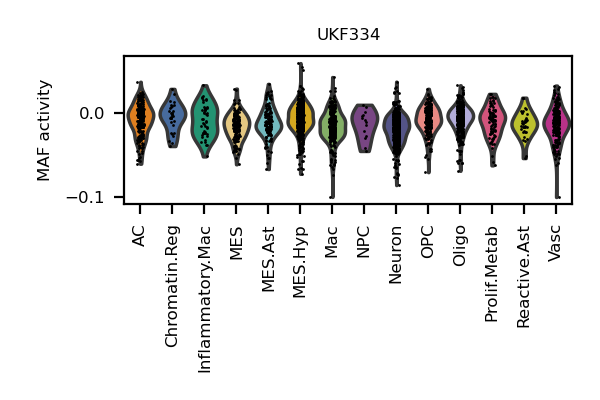 UKF334
MAF activity
0.0
−0.1
AC
Chromatin.Reg
Inflammatory.Mac
MES
MES.Ast
MES.Hyp
Mac
NPC
Neuron
OPC
Oligo
Prolif.Metab
Reactive.Ast
Vasc